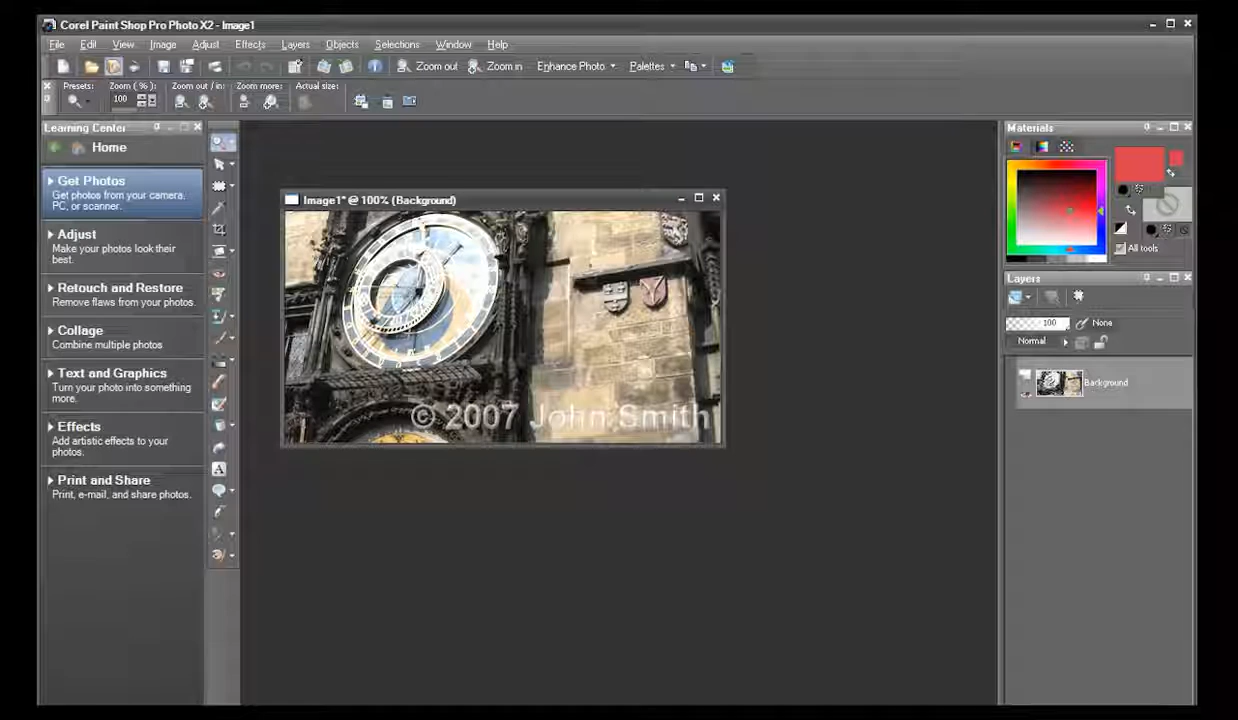 Corel Paint Shop Pro Photo X2 - Image1
File Edit View Image Adjust Effects Layers Objects Selections Window Help
Zoom out Zoom in Enhance Photo Palettes
Presets: Zoom (%): Zoom out / in: Zoom more: Actual size:
100
Learning Center
Home
Get Photos
Get photos from your camera, PC, or scanner.
Adjust
Make your photos look their best.
Retouch and Restore
Remove flaws from your photos.
Collage
Combine multiple photos
Text and Graphics
Turn your photo into something more.
Effects
Add artistic effects to your photos.
Print and Share
Print, e-mail, and share photos.
Image1* @ 100% (Background)
© 2007 John Smith
Materials
All tools
Layers
100 None
Normal
Background